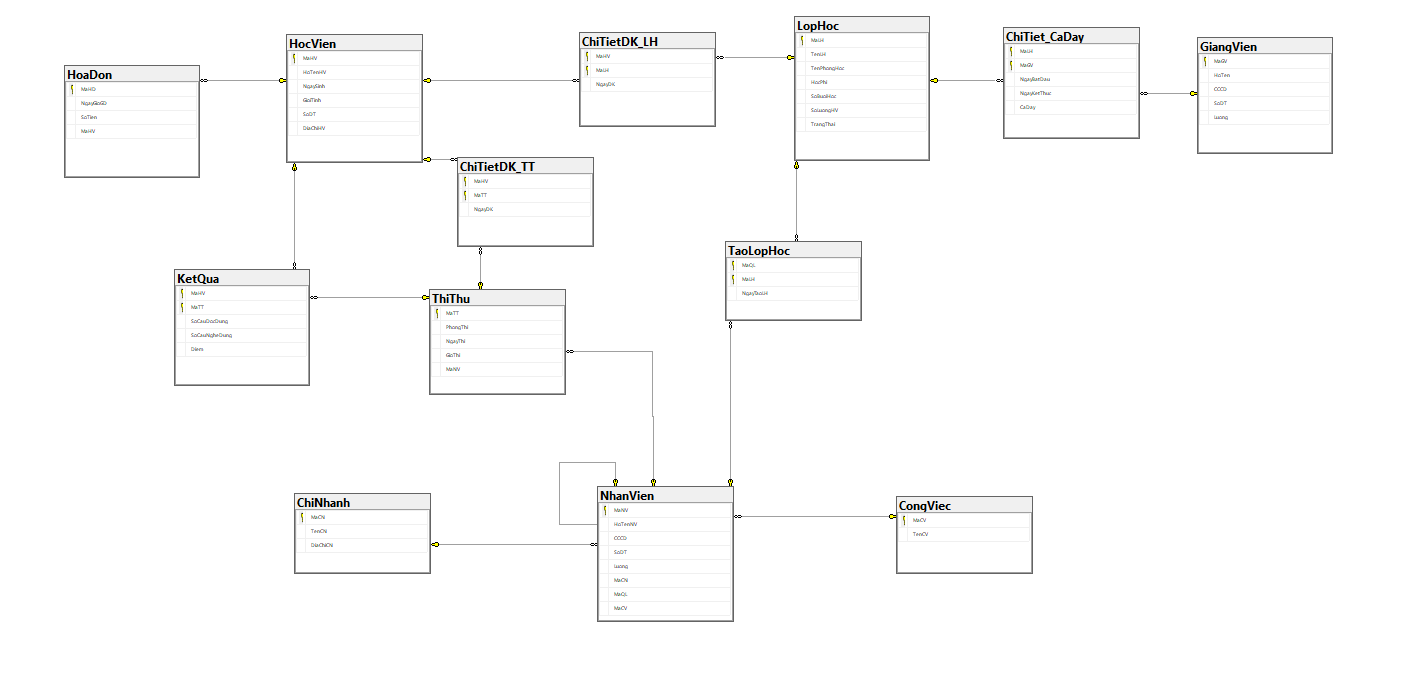 HoaDon
MaHD
NgayGioGD
SoTien
MaHV
HocVien
MaHV
HoTenHV
NgaySinh
GioiTinh
SoDT
DiaChiHV
ChiTietDK_LH
MaHV
MaLH
NgayDK
LopHoc
MaLH
TenLH
TenPhongHoc
HocPhi
SoBuoiHoc
SoLuongHV
TrangThai
ChiTiet_CaDay
MaLH
MaGV
NgayBatDau
NgayKetThuc
CaDay
GiangVien
MaGV
HoTen
CCCD
SoDT
Luong
ChiTietDK_TT
MaHV
MaTT
NgayDK
KetQua
MaHV
MaTT
SoCauDocDung
SoCauNgheDung
Diem
ThiThu
MaTT
PhongThi
NgayThi
GioThi
MaNV
TaoLopHoc
MaQL
MaLH
NgayTaoLH
ChiNhanh
MaCN
TenCN
DiaChiCN
NhanVien
MaNV
HoTenNV
CCCD
SoDT
Luong
MaCN
MaQL
MaCV
CongViec
MaCV
TenCV